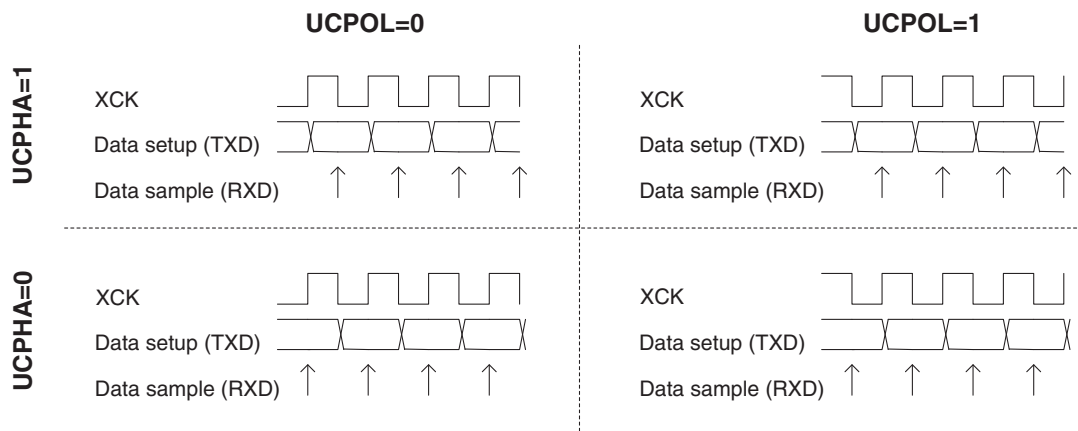 UCPOL=0
UCPOL=1
UCPHA=1
XCK
Data setup (TXD)
Data sample (RXD)
XCK
Data setup (TXD)
Data sample (RXD)
UCPHA=0
XCK
Data setup (TXD)
Data sample (RXD)
XCK
Data setup (TXD)
Data sample (RXD)